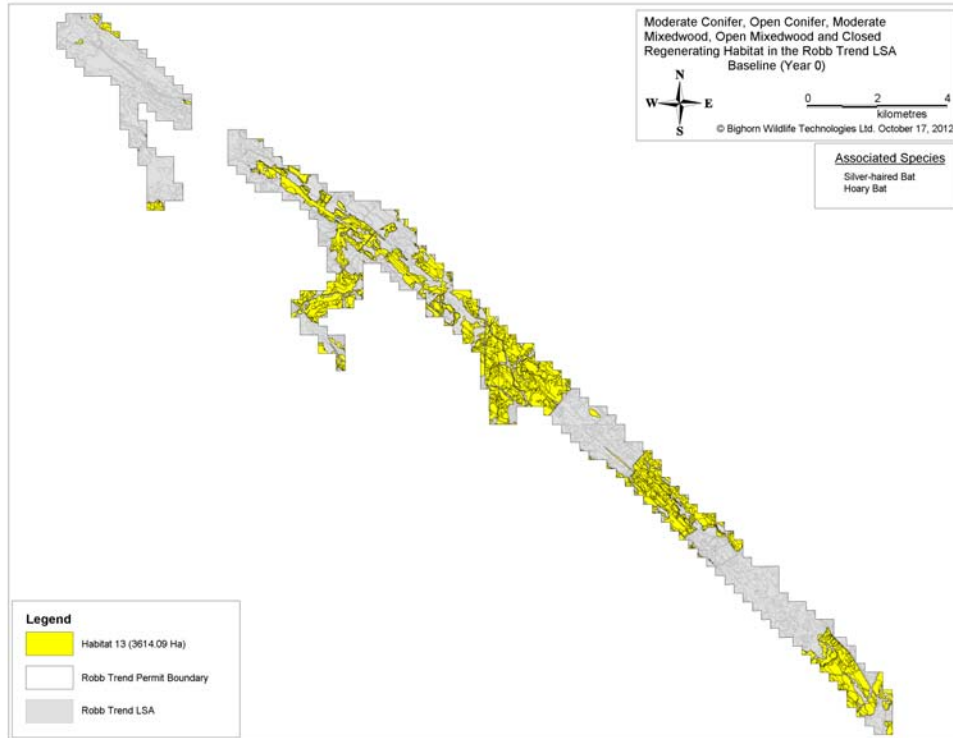 Moderate Conifer, Open Conifer, Moderate
Mixedwood, Open Mixedwood and Closed
Regenerating Habitat in the Robb Trend LSA
Baseline (Year 0)
N
W E
S
0 2 4
kilometres
© Bighorn Wildlife Technologies Ltd. October 17, 2012
Associated Species
Silver-haired Bat
Hoary Bat
Legend
Habitat 13 (3614.09 Ha)
Robb Trend Permit Boundary
Robb Trend LSA